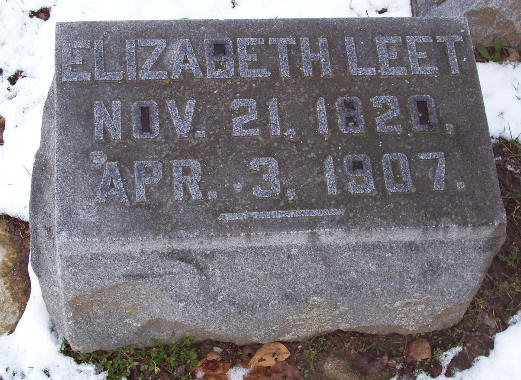 ELIZABETH LEET
NOV. 21. 1820.
APR. 3. 1907.